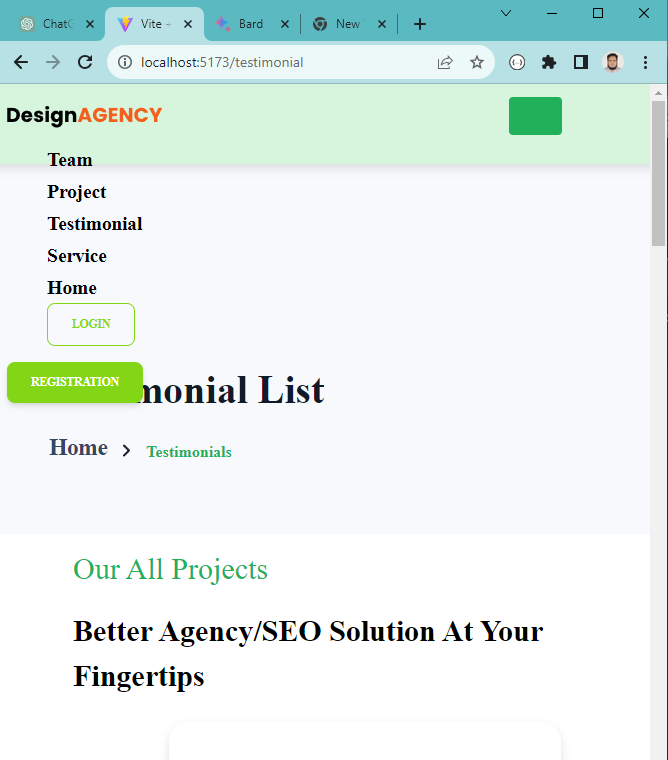 ChatG
Vite +
Bard
New T
localhost:5173/testimonial
DesignAGENCY
Team
Project
Testimonial
Service
Home
LOGIN
REGISTRATION
monial List
Home
Testimonials
Our All Projects
Better Agency/SEO Solution At Your
Fingertips